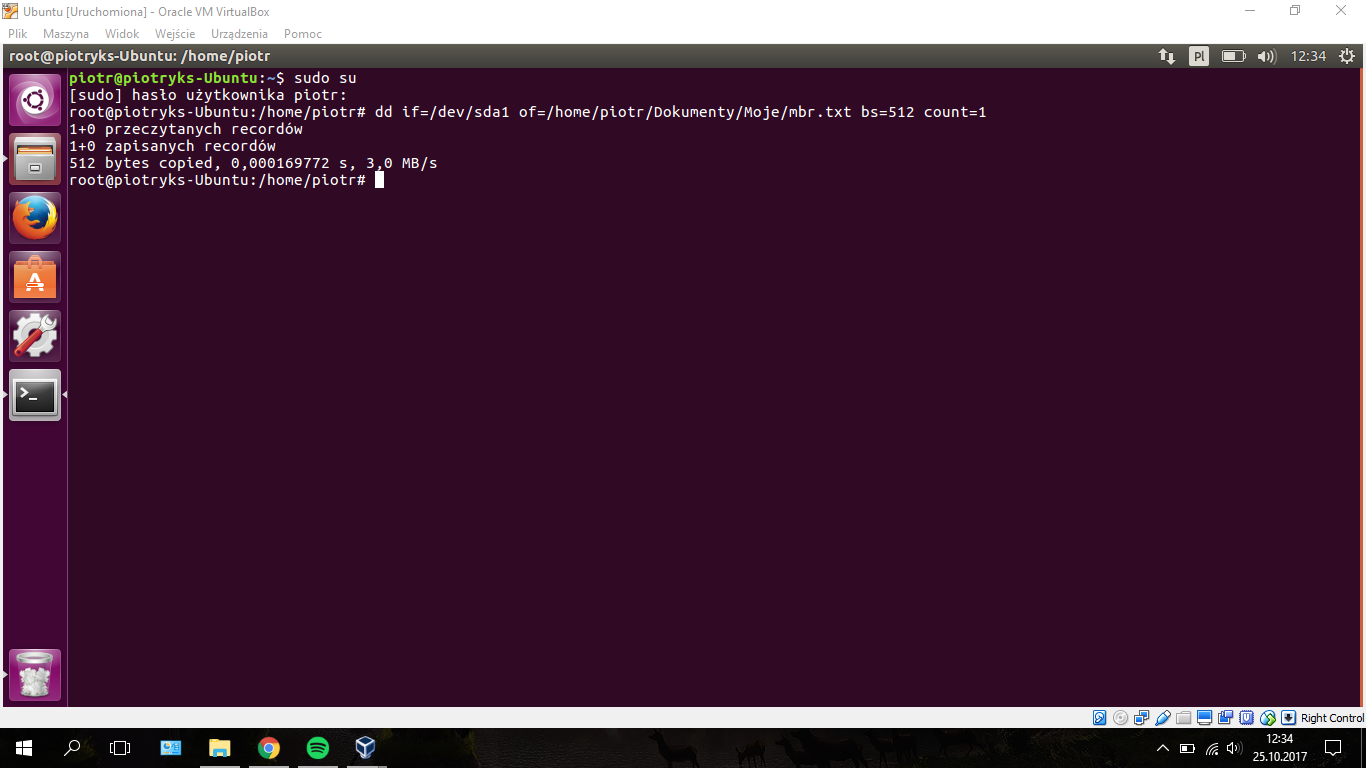 Ubuntu [Uruchomiona] - Oracle VM VirtualBox
Plik Maszyna Widok Wejście Urządzenia Pomoc
root@piotryks-Ubuntu: /home/piotr Pl 12:34
piotr@piotryks-Ubuntu:~$ sudo su
[sudo] hasło użytkownika piotr:
root@piotryks-Ubuntu:/home/piotr# dd if=/dev/sda1 of=/home/piotr/Dokumenty/Moje/mbr.txt bs=512 count=1
1+0 przeczytanych recordów
1+0 zapisanych recordów
512 bytes copied, 0,000169772 s, 3,0 MB/s
root@piotryks-Ubuntu:/home/piotr#
Right Control
12:34
25.10.2017